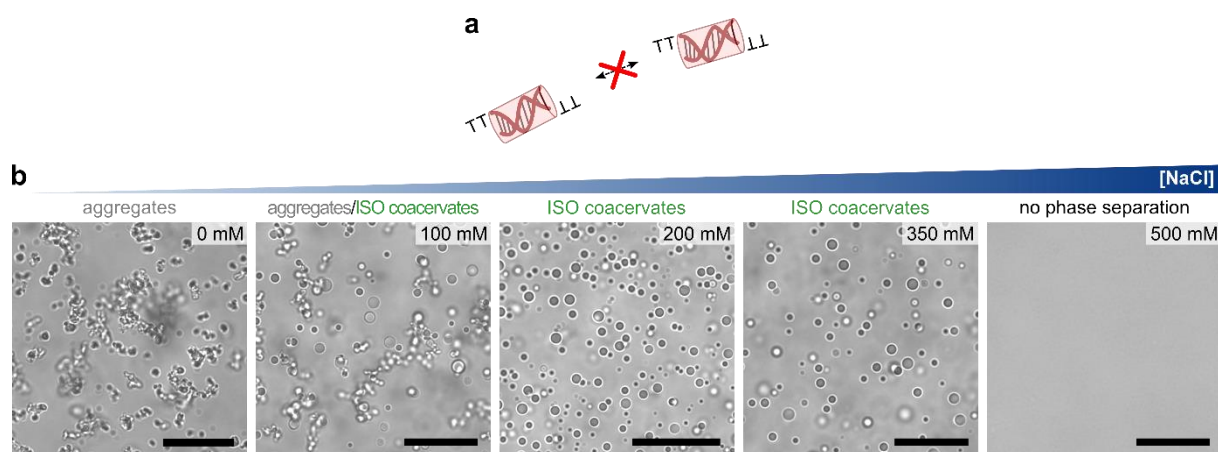 a
TT TT
TT TT
b
[NaCl]
aggregates aggregates/ISO coacervates ISO coacervates ISO coacervates no phase separation
0 mM 100 mM 200 mM 350 mM 500 mM